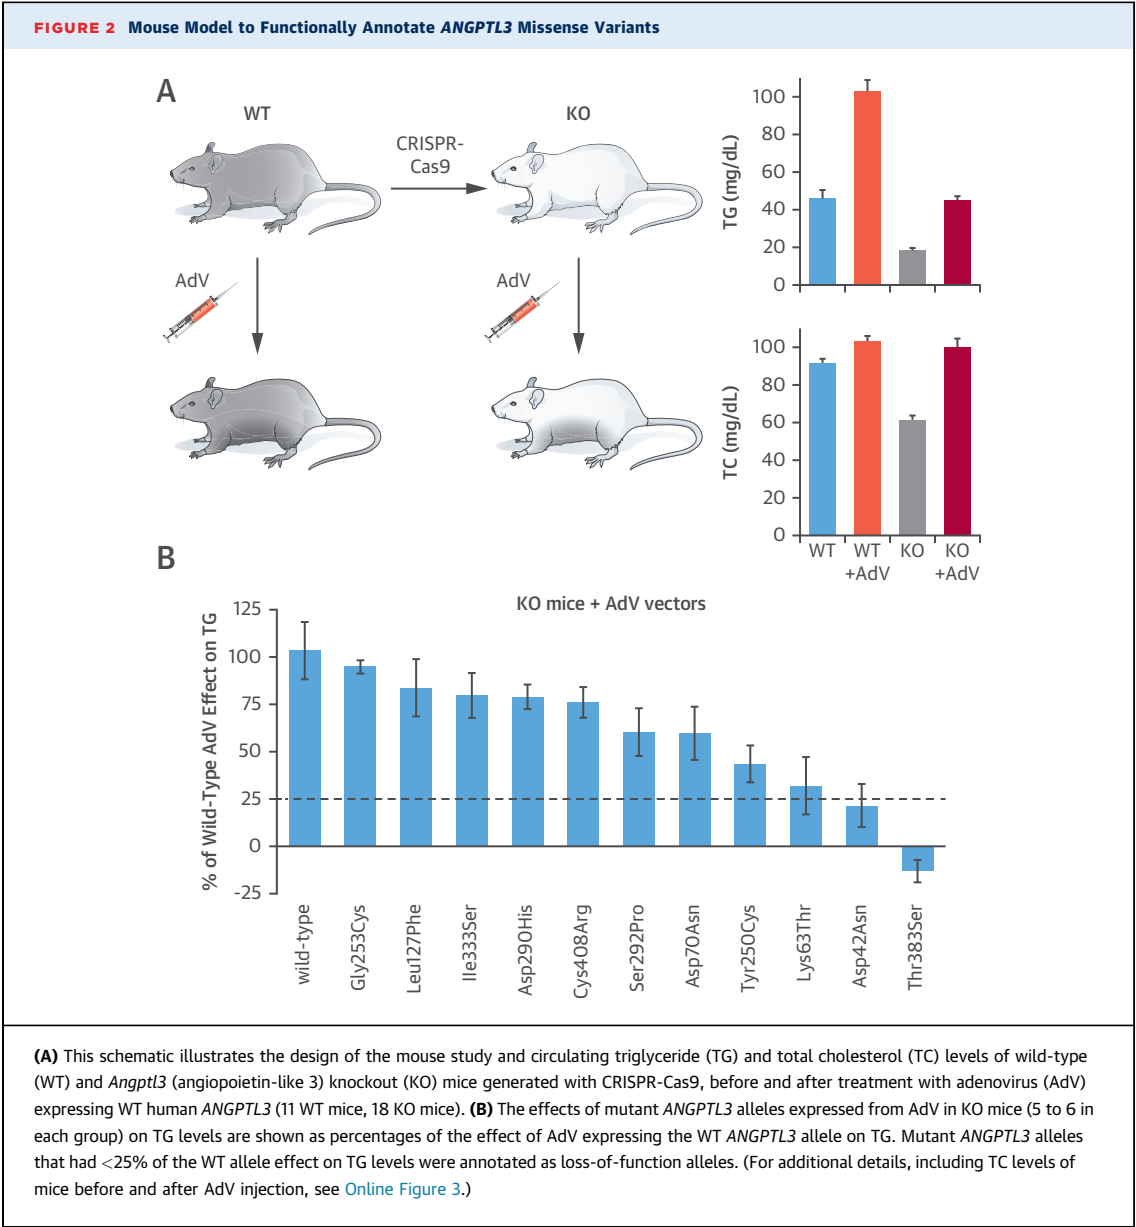 FIGURE 2 Mouse Model to Functionally Annotate ANGPTL3 Missense Variants
A
WT
KO
CRISPR-
Cas9
AdV
AdV
TG (mg/dL)
100
80
60
40
20
0
TC (mg/dL)
100
80
60
40
20
0
WT
WT
+AdV
KO
KO
+AdV
B
KO mice + AdV vectors
% of Wild-Type AdV Effect on TG
125
100
75
50
25
0
-25
wild-type
Gly253Cys
Leu127Phe
Ile333Ser
Asp290His
Cys408Arg
Ser292Pro
Asp70Asn
Tyr250Cys
Lys63Thr
Asp42Asn
Thr383Ser
(A) This schematic illustrates the design of the mouse study and circulating triglyceride (TG) and total cholesterol (TC) levels of wild-type
(WT) and Angptl3 (angiopoietin-like 3) knockout (KO) mice generated with CRISPR-Cas9, before and after treatment with adenovirus (AdV)
expressing WT human ANGPTL3 (11 WT mice, 18 KO mice). (B) The effects of mutant ANGPTL3 alleles expressed from AdV in KO mice (5 to 6 in
each group) on TG levels are shown as percentages of the effect of AdV expressing the WT ANGPTL3 allele on TG. Mutant ANGPTL3 alleles
that had <25% of the WT allele effect on TG levels were annotated as loss-of-function alleles. (For additional details, including TC levels of
mice before and after AdV injection, see Online Figure 3.)